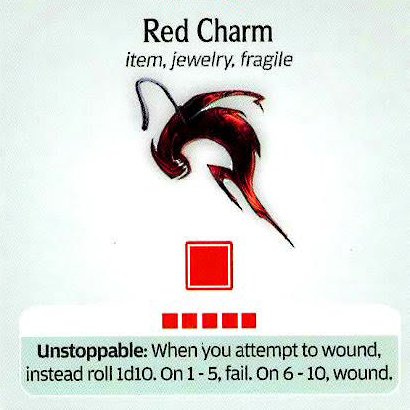 Red Charm
item, jewelry, fragile
Unstoppable: When you attempt to wound,
instead roll 1d10. On 1 - 5, fail. On 6 - 10, wound.